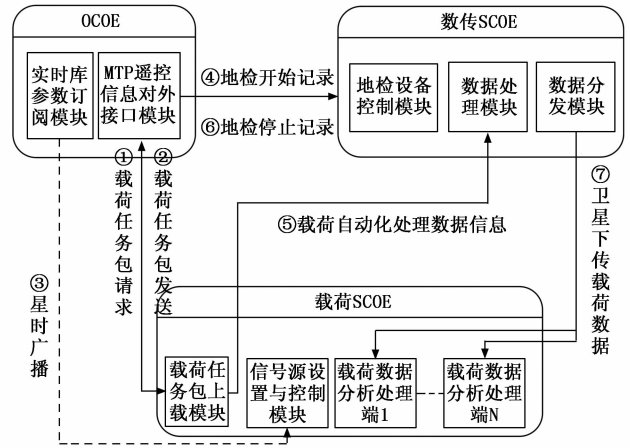 OCOE
实时库
参数订
阅模块
MTP遥控
信息对外
接口模块
数传SCOE
地检设备
控制模块
数据处
理模块
数据分
发模块
④地检开始记录
⑥地检停止记录
①载荷任务包请求
②载荷任务包发送
③星时广播
⑤载荷自动化处理数据信息
⑦卫星下传载荷数据
载荷SCOE
载荷任
务包上
载模块
信号源设
置与控制
模块
载荷数据
分析处理
端1
载荷数据
分析处理
端N